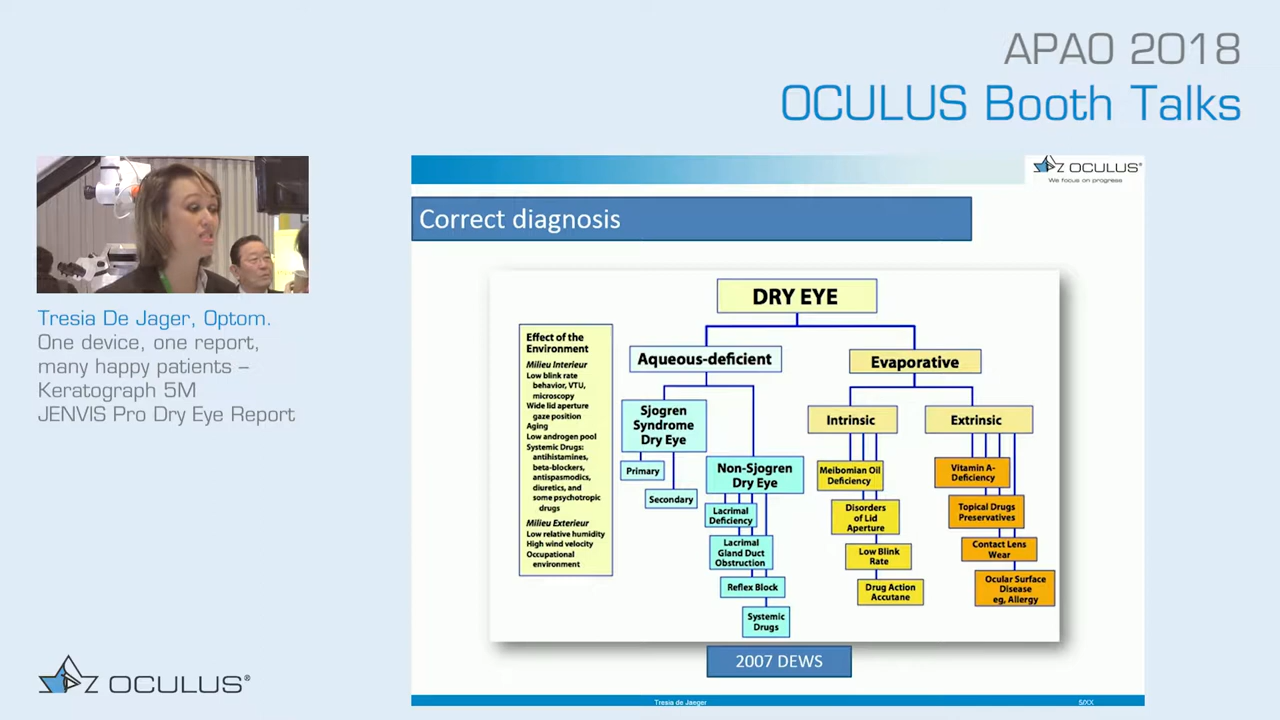 APAO 2018
OCULUS Booth Talks
OCULUS®
We focus on progress
Correct diagnosis
Tresia De Jager, Optom.
One device, one report,
many happy patients –
Keratograph 5M
JENVIS Pro Dry Eye Report
DRY EYE
Effect of the
Environment
Milieu Interieur
Low blink rate
behavior, VTU,
microscopy
Wide lid aperture
gaze position
Aging
Low androgen pool
Systemic Drugs:
antihistamines,
beta-blockers,
antispasmodics,
diuretics, and
some psychotropic
drugs
Milieu Exterieur
Low relative humidity
High wind velocity
Occupational
environment
Aqueous-deficient
Sjogren
Syndrome
Dry Eye
Primary
Secondary
Non-Sjogren
Dry Eye
Lacrimal
Deficiency
Lacrimal
Gland Duct
Obstruction
Reflex Block
Systemic
Drugs
Evaporative
Intrinsic
Meibomian Oil
Deficiency
Disorders
of Lid
Aperture
Low Blink
Rate
Drug Action
Accutane
Extrinsic
Vitamin A-
Deficiency
Topical Drugs
Preservatives
Contact Lens
Wear
Ocular Surface
Disease
eg, Allergy
2007 DEWS
OCULUS®
Tresia de Jaeger
5/XX